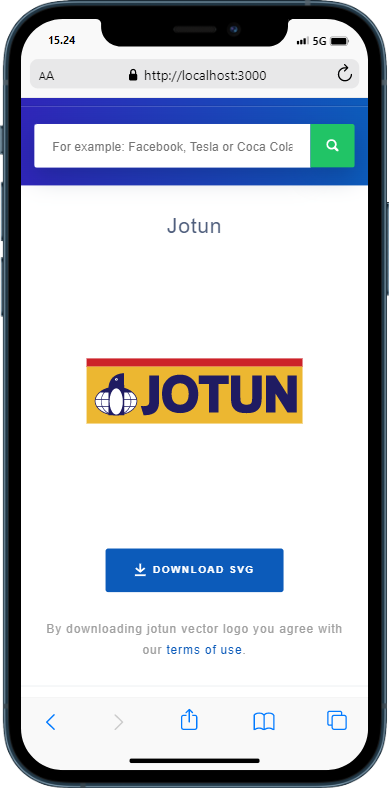 15.24
5G
AA
http://localhost:3000
For example: Facebook, Tesla or Coca Cola
Jotun
JOTUN
DOWNLOAD SVG
By downloading jotun vector logo you agree with
our terms of use.